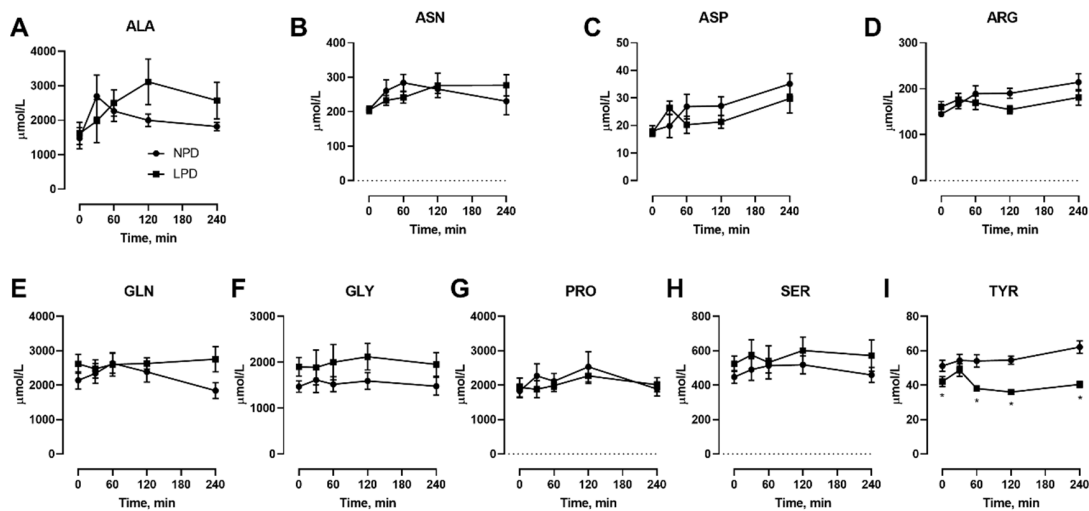 A ALA
4000
3000
2000
1000
0
μmol/L
NPD
LPD
0 60 120 180 240
Time, min
B ASN
400
300
200
100
0
μmol/L
0 60 120 180 240
Time, min
C ASP
50
40
30
20
10
0
μmol/L
0 60 120 180 240
Time, min
D ARG
300
200
100
0
μmol/L
0 60 120 180 240
Time, min
E GLN
4000
3000
2000
1000
0
μmol/L
0 60 120 180 240
Time, min
F GLY
3000
2000
1000
0
μmol/L
0 60 120 180 240
Time, min
G PRO
4000
3000
2000
1000
0
μmol/L
0 60 120 180 240
Time, min
H SER
800
600
400
200
0
μmol/L
0 60 120 180 240
Time, min
I TYR
80
60
40
20
0
μmol/L
* * * *
0 60 120 180 240
Time, min